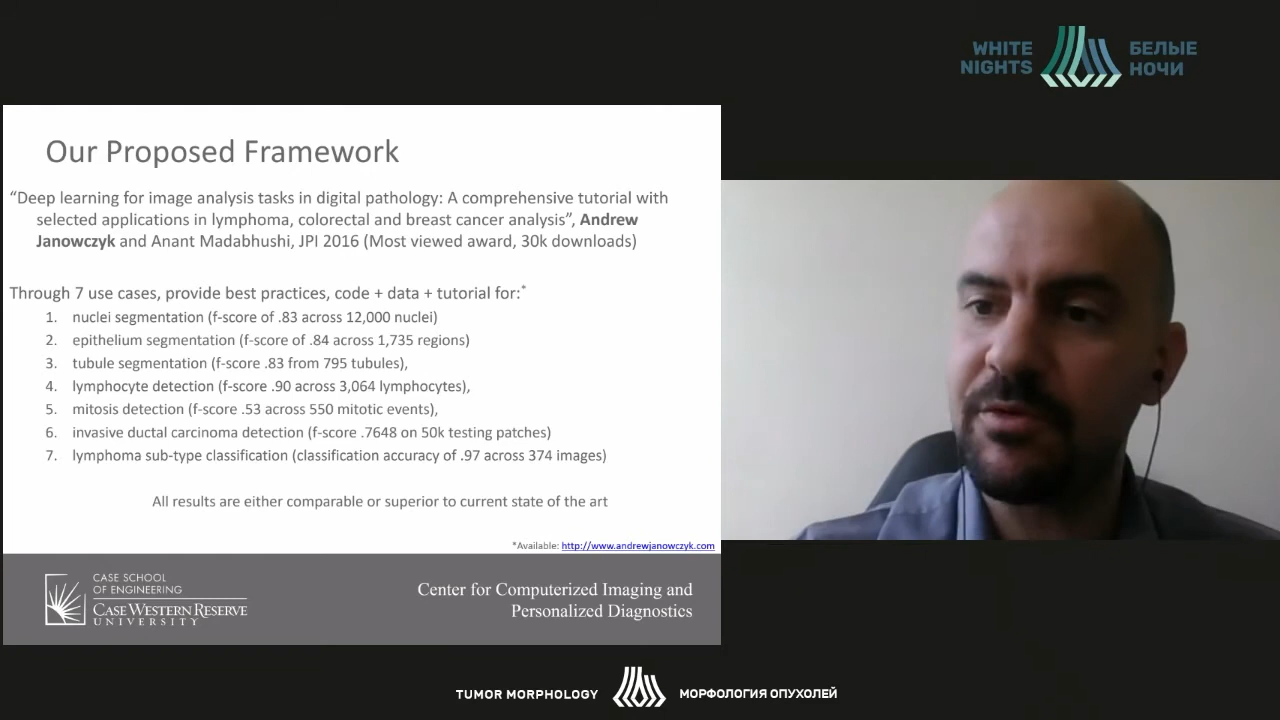 WHITE
NIGHTS
БЕЛЫЕ
НОЧИ
Our Proposed Framework
“Deep learning for image analysis tasks in digital pathology: A comprehensive tutorial with
selected applications in lymphoma, colorectal and breast cancer analysis”, Andrew
Janowczyk and Anant Madabhushi, JPI 2016 (Most viewed award, 30k downloads)
Through 7 use cases, provide best practices, code + data + tutorial for:*
1. nuclei segmentation (f-score of .83 across 12,000 nuclei)
2. epithelium segmentation (f-score of .84 across 1,735 regions)
3. tubule segmentation (f-score .83 from 795 tubules),
4. lymphocyte detection (f-score .90 across 3,064 lymphocytes),
5. mitosis detection (f-score .53 across 550 mitotic events),
6. invasive ductal carcinoma detection (f-score .7648 on 50k testing patches)
7. lymphoma sub-type classification (classification accuracy of .97 across 374 images)
All results are either comparable or superior to current state of the art
*Available: http://www.andrewjanowczyk.com
CASE SCHOOL
OF ENGINEERING
CASE WESTERN RESERVE
UNIVERSITY
Center for Computerized Imaging and
Personalized Diagnostics
TUMOR MORPHOLOGY
МОРФОЛОГИЯ ОПУХОЛЕЙ